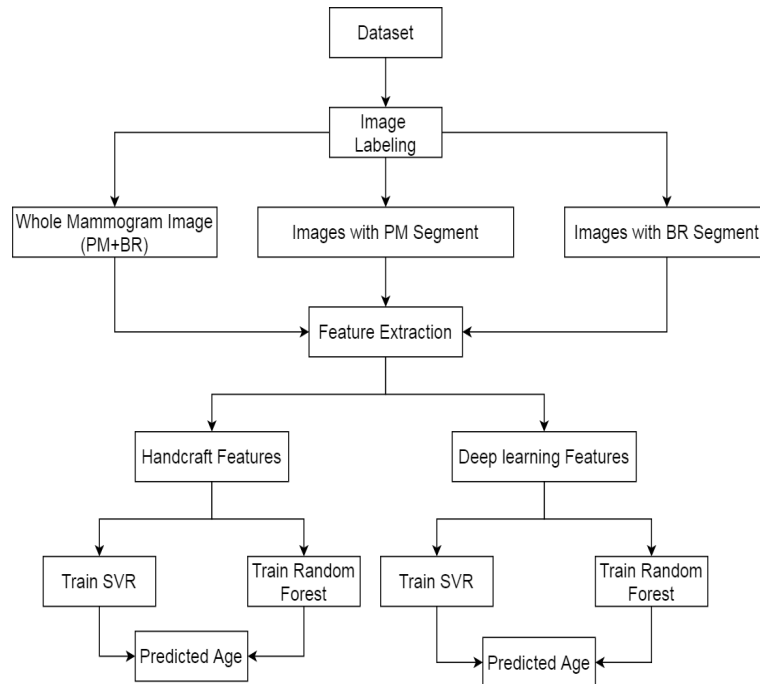 Dataset
Image
Labeling
Whole Mammogram Image
(PM+BR)
Images with PM Segment
Images with BR Segment
Feature Extraction
Handcraft Features
Deep learning Features
Train SVR
Train Random
Forest
Train SVR
Train Random
Forest
Predicted Age
Predicted Age